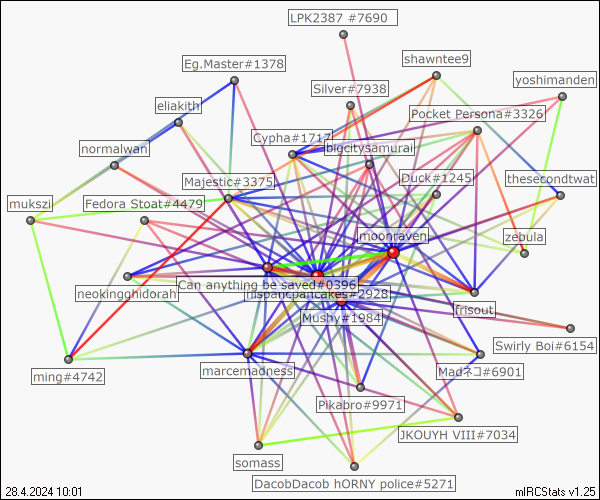 LPK2387 #7690
shawntee9
Eg.Master#1378
yoshimanden
Silver#7938
eliakith
Pocket Persona#3326
Cypha#1717
bigcitysamurai
normalwan
Duck#1245
Majestic#3375
thesecondtwat
mukszi
Fedora Stoat#4479
moonraven
zebula
Can anything be saved#0396
neokingghidorah
hispanicpancakes#2928
frisout
Mushy#1984
Swirly Boi#6154
marcemadness
Madネコ#6901
ming#4742
Pikabro#9971
JKOUYH VIII#7034
somass
DacobDacob hORNY police#5271
28.4.2024 10:01
mIRCStats v1.25